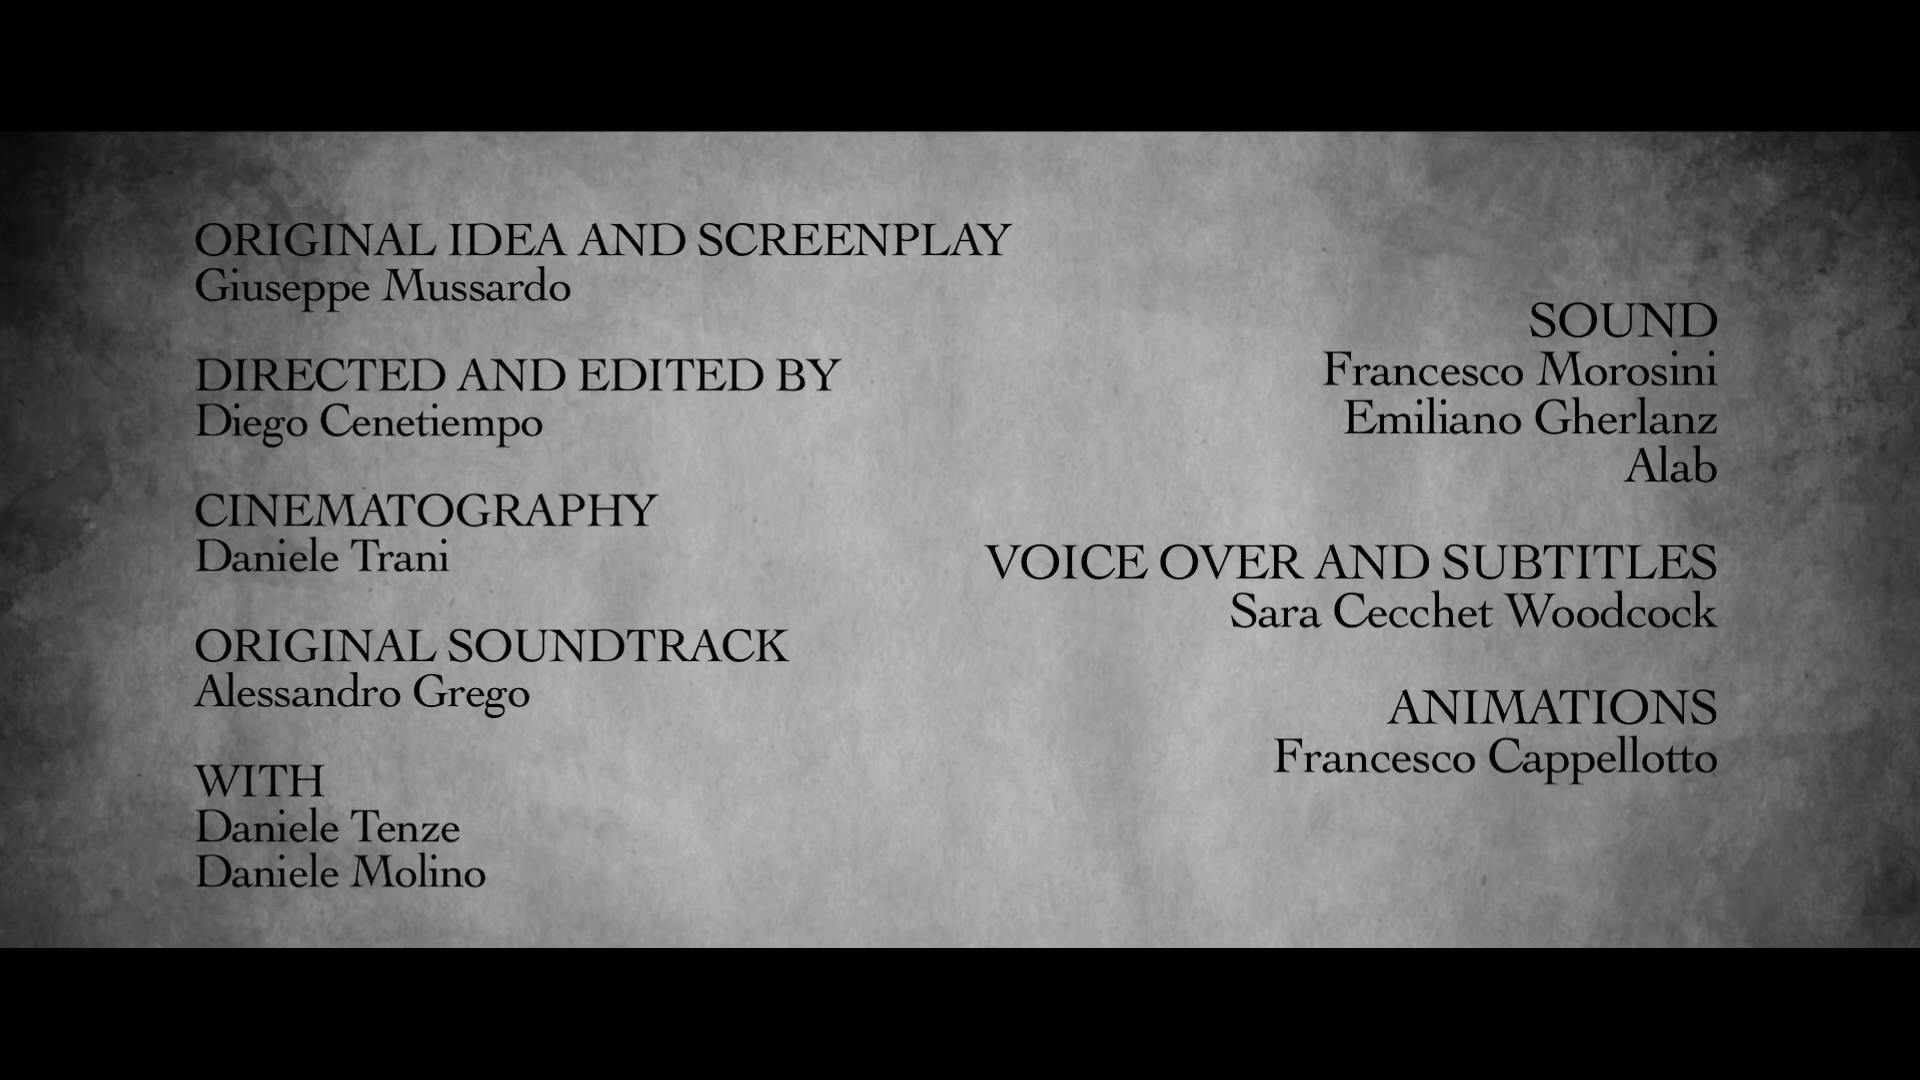 ORIGINAL IDEA AND SCREENPLAY
Giuseppe Mussardo
DIRECTED AND EDITED BY
Diego Cenetiempo
CINEMATOGRAPHY
Daniele Trani
ORIGINAL SOUNDTRACK
Alessandro Grego
WITH
Daniele Tenze
Daniele Molino
SOUND
Francesco Morosini
Emiliano Gherlanz
Alab
VOICE OVER AND SUBTITLES
Sara Cecchet Woodcock
ANIMATIONS
Francesco Cappellotto